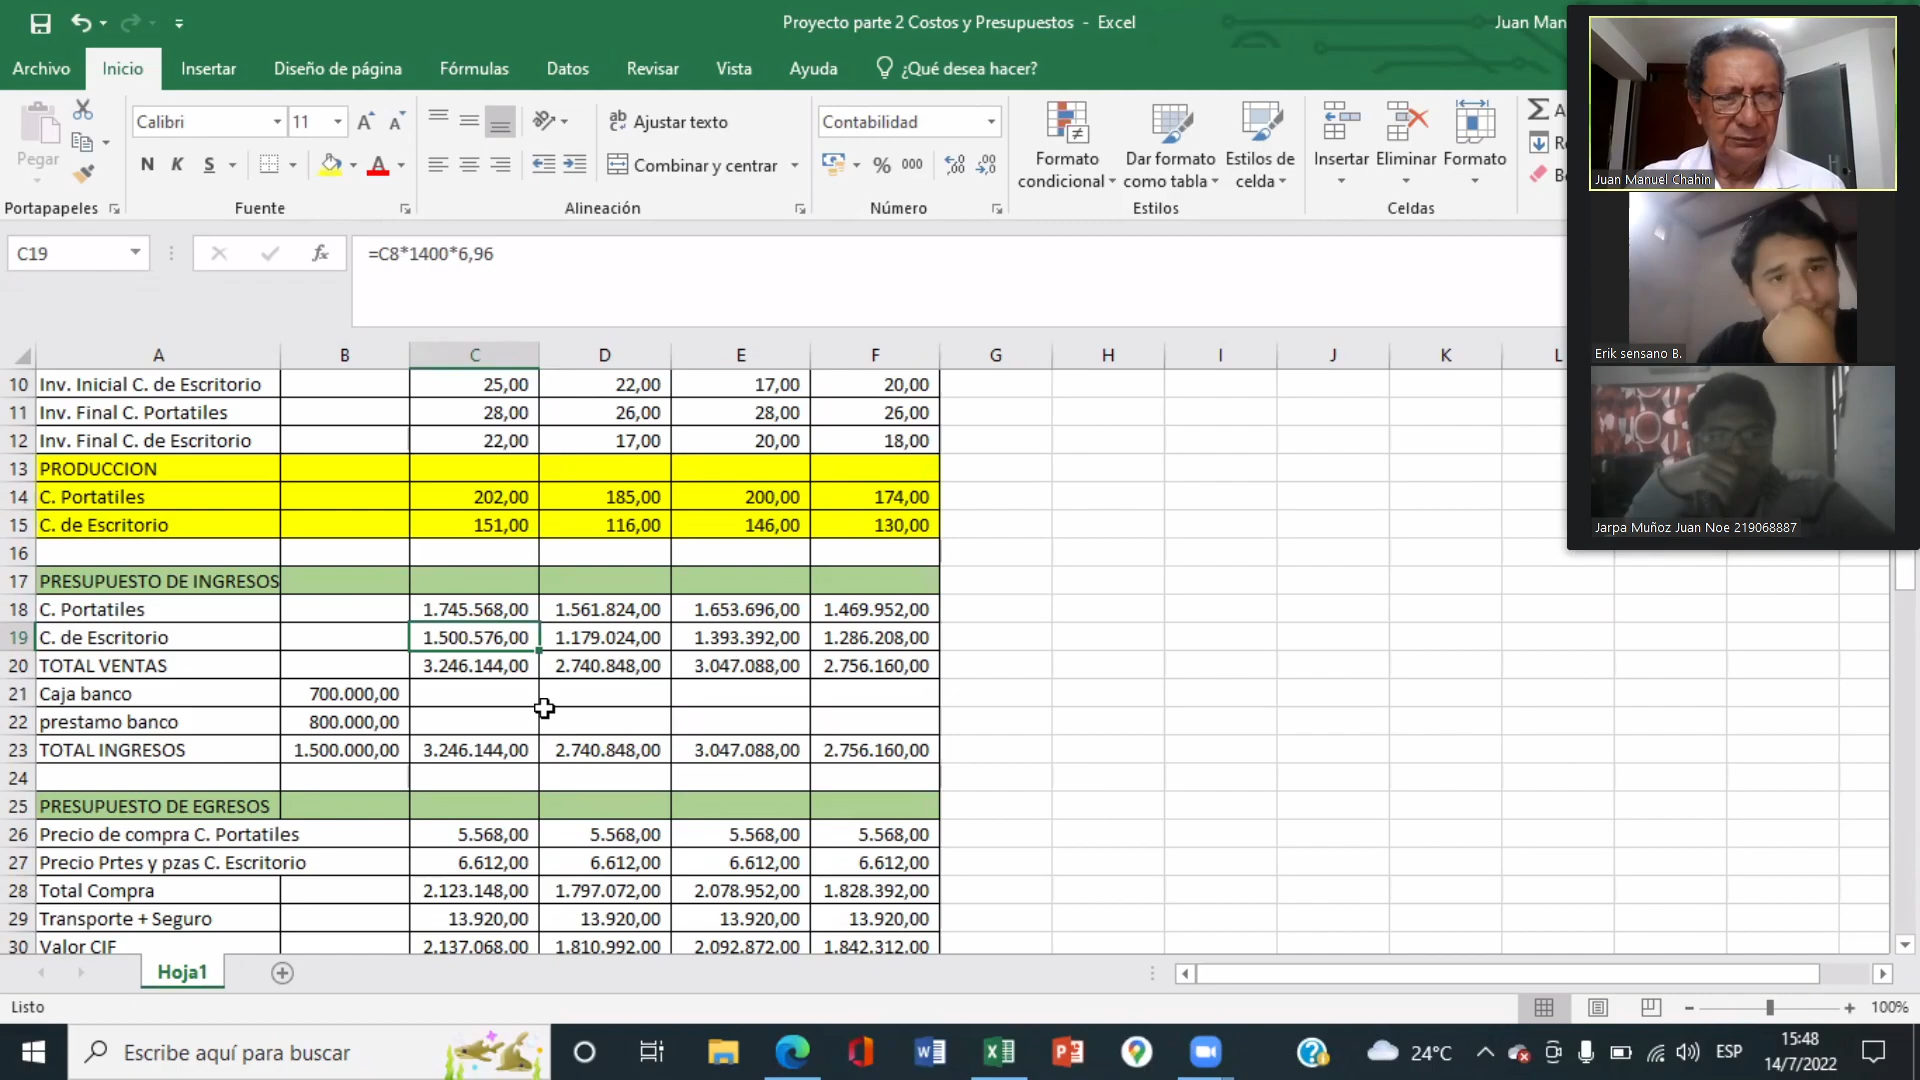 Proyecto parte 2 Costos y Presupuestos - Excel
Juan Man
Archivo
Inicio
Insertar
Diseño de página
Fórmulas
Datos
Revisar
Vista
Ayuda
¿Qué desea hacer?
Pegar
Portapapeles
Calibri
11
N K S
Fuente
Ajustar texto
Combinar y centrar
Alineación
Contabilidad
% 000
Número
Formato condicional
Dar formato como tabla
Estilos de celda
Estilos
Insertar
Eliminar
Formato
Celdas
C19
fx
=C8*1400*6,96
A B C D E F G H I J K L
10 Inv. Inicial C. de Escritorio 25,00 22,00 17,00 20,00
11 Inv. Final C. Portatiles 28,00 26,00 28,00 26,00
12 Inv. Final C. de Escritorio 22,00 17,00 20,00 18,00
13 PRODUCCION
14 C. Portatiles 202,00 185,00 200,00 174,00
15 C. de Escritorio 151,00 116,00 146,00 130,00
16
17 PRESUPUESTO DE INGRESOS
18 C. Portatiles 1.745.568,00 1.561.824,00 1.653.696,00 1.469.952,00
19 C. de Escritorio 1.500.576,00 1.179.024,00 1.393.392,00 1.286.208,00
20 TOTAL VENTAS 3.246.144,00 2.740.848,00 3.047.088,00 2.756.160,00
21 Caja banco 700.000,00
22 prestamo banco 800.000,00
23 TOTAL INGRESOS 1.500.000,00 3.246.144,00 2.740.848,00 3.047.088,00 2.756.160,00
24
25 PRESUPUESTO DE EGRESOS
26 Precio de compra C. Portatiles 5.568,00 5.568,00 5.568,00 5.568,00
27 Precio Prtes y pzas C. Escritorio 6.612,00 6.612,00 6.612,00 6.612,00
28 Total Compra 2.123.148,00 1.797.072,00 2.078.952,00 1.828.392,00
29 Transporte + Seguro 13.920,00 13.920,00 13.920,00 13.920,00
30 Valor CIF 2.137.068,00 1.810.992,00 2.092.872,00 1.842.312,00
Hoja1
Listo
100%
Escribe aquí para buscar
24°C
ESP
15:48
14/7/2022
Juan Manuel Chahin
Erik sensano B.
Jarpa Muñoz Juan Noe 219068887